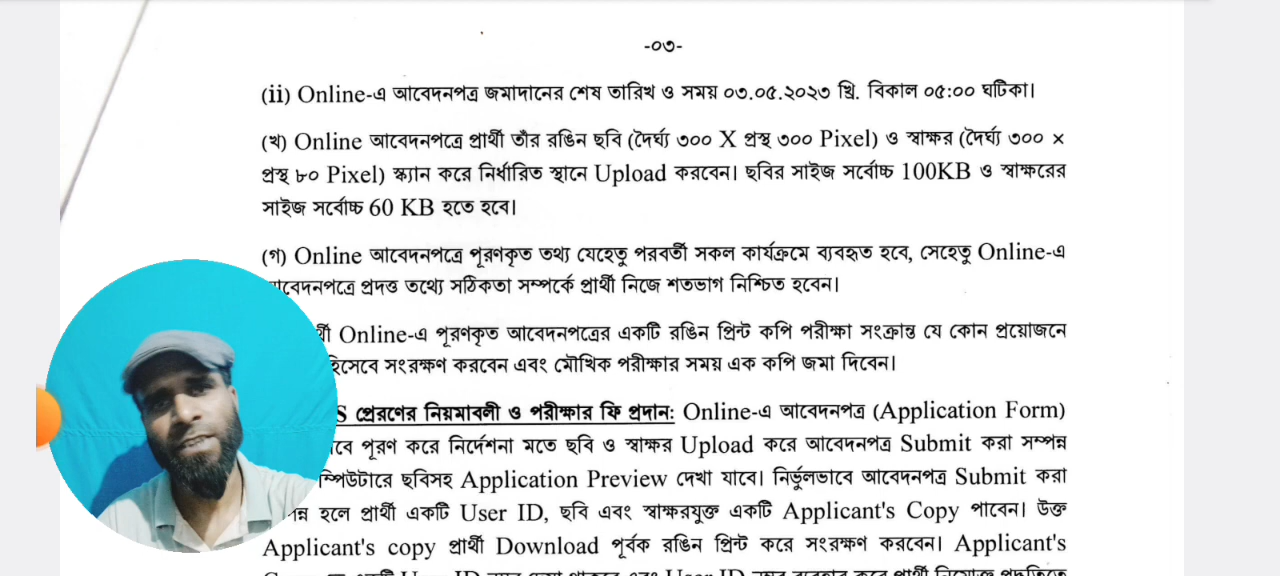 -০৩-
(ii) Online-এ আবেদনপত্র জমাদানের শেষ তারিখ ও সময় ০৩.০৫.২০২৩ খ্রি. বিকাল ০৫:০০ ঘটিকা।
(খ) Online আবেদনপত্রে প্রার্থী তাঁর রঙিন ছবি (দৈর্ঘ্য ৩০০ X প্রস্থ ৩০০ Pixel) ও স্বাক্ষর (দৈর্ঘ্য ৩০০ ×
প্রস্থ ৮০ Pixel) স্ক্যান করে নির্ধারিত স্থানে Upload করবেন। ছবির সাইজ সর্বোচ্চ 100KB ও স্বাক্ষরের
সাইজ সর্বোচ্চ 60 KB হতে হবে।
(গ) Online আবেদনপত্রে পূরণকৃত তথ্য যেহেতু পরবর্তী সকল কার্যক্রমে ব্যবহৃত হবে, সেহেতু Online-এ
প্রদত্ত তথ্যে সঠিকতা সম্পর্কে প্রার্থী নিজে শতভাগ নিশ্চিত হবেন।
Online-এ পূরণকৃত আবেদনপত্রের একটি রঙিন প্রিন্ট কপি পরীক্ষা সংক্রান্ত যে কোন প্রয়োজনে
সংরক্ষণ করবেন এবং মৌখিক পরীক্ষার সময় এক কপি জমা দিবেন।
S প্রেরণের নিয়মাবলী ও পরীক্ষার ফি প্রদান: Online-এ আবেদনপত্র (Application Form)
পূরণ করে নির্দেশনা মতে ছবি ও স্বাক্ষর Upload করে আবেদনপত্র Submit করা সম্পন্ন
ছবিসহ Application Preview দেখা যাবে। নির্ভুলভাবে আবেদনপত্র Submit করা
হলে প্রার্থী একটি User ID, ছবি এবং স্বাক্ষরযুক্ত একটি Applicant's Copy পাবেন। উক্ত
Applicant's copy প্রার্থী Download পূর্বক রঙিন প্রিন্ট করে সংরক্ষণ করবেন। Applicant's